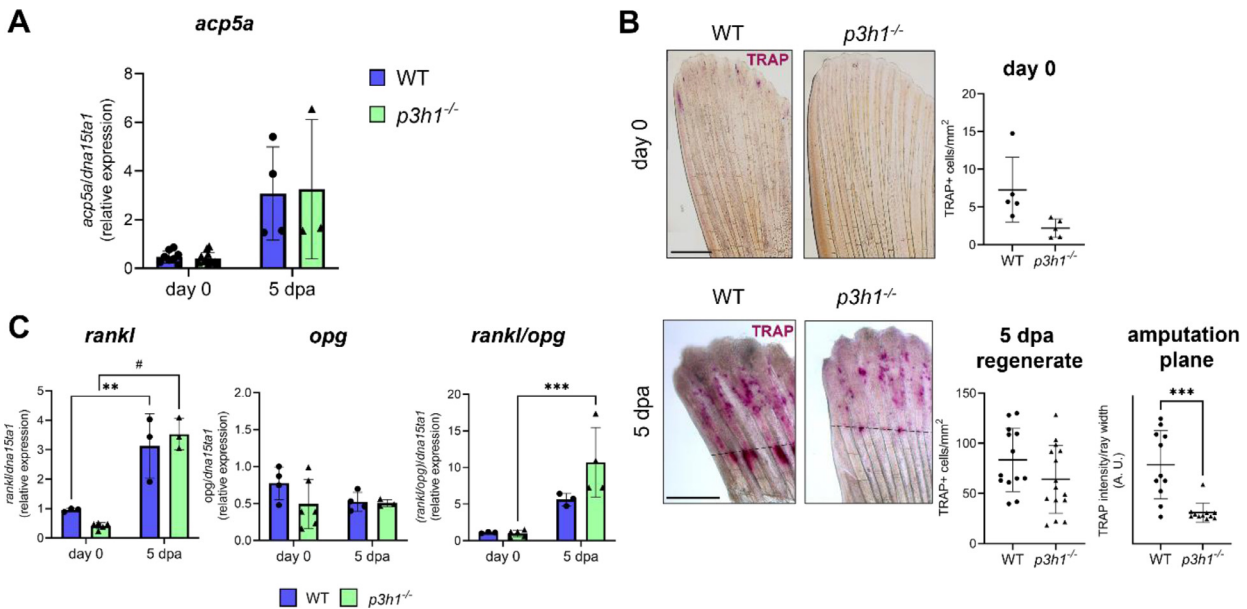 A
acp5a
WT
p3h1-/-
acp5a/dna15ta1
(relative expression)
8
6
4
2
0
day 0
5 dpa
B
WT
p3h1-/-
TRAP
day 0
day 0
TRAP+ cells/mm2
20
15
10
5
0
WT
p3h1-/-
WT
p3h1-/-
TRAP
5 dpa
5 dpa
regenerate
TRAP+ cells/mm2
150
100
50
0
WT
p3h1-/-
amputation
plane
***
TRAP intensity/ray width
(A. U.)
WT
p3h1-/-
C
rankl
#
**
rankl/dna15ta1
(relative expression)
5
4
3
2
1
0
day 0
5 dpa
opg
opg/dna15ta1
(relative expression)
2.0
1.5
1.0
0.5
0.0
day 0
5 dpa
rankl/opg
***
(rankl/opg)/dna15ta1
(relative expression)
20
15
10
5
0
day 0
5 dpa
WT
p3h1-/-